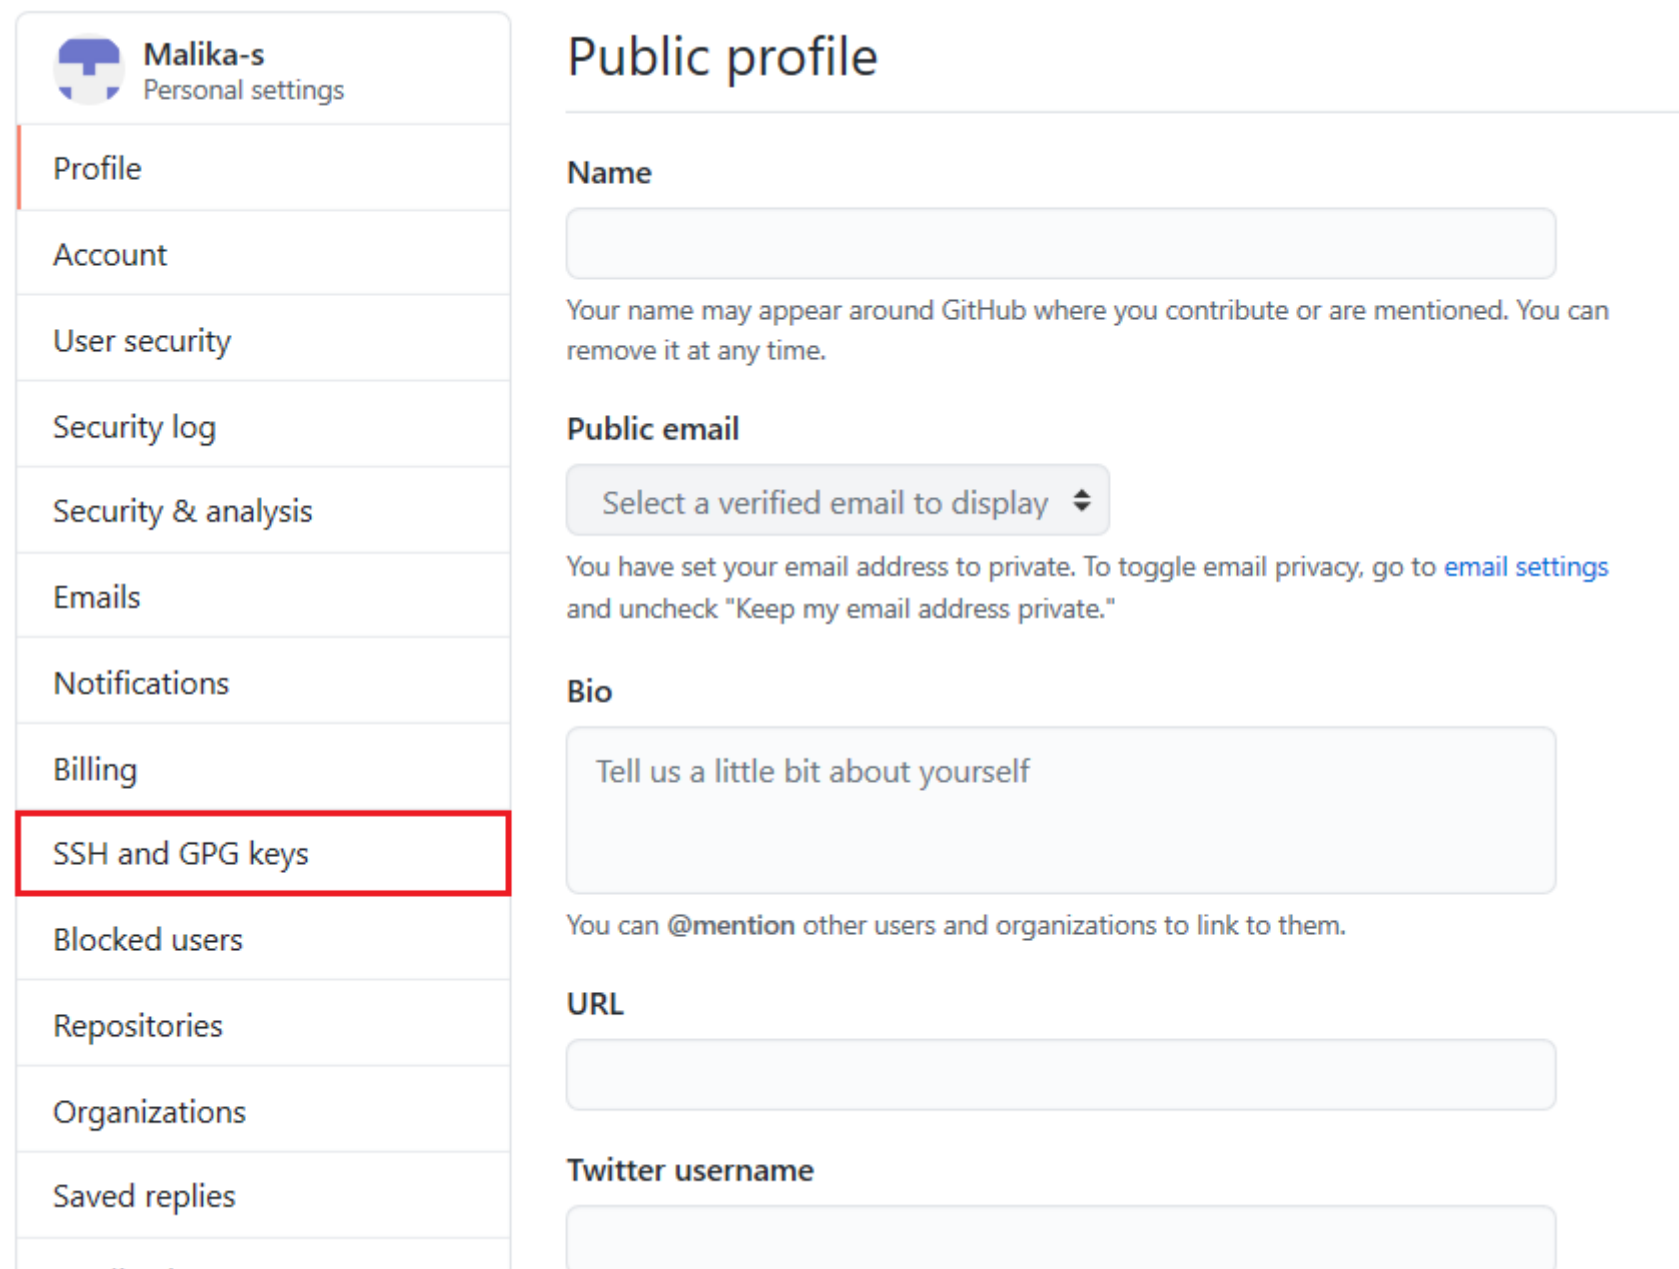 Malika-s
Personal settings
Profile
Account
User security
Security log
Security & analysis
Emails
Notifications
Billing
SSH and GPG keys
Blocked users
Repositories
Organizations
Saved replies
Public profile
Name
Your name may appear around GitHub where you contribute or are mentioned. You can
remove it at any time.
Public email
Select a verified email to display
You have set your email address to private. To toggle email privacy, go to email settings
and uncheck "Keep my email address private."
Bio
Tell us a little bit about yourself
You can @mention other users and organizations to link to them.
URL
Twitter username